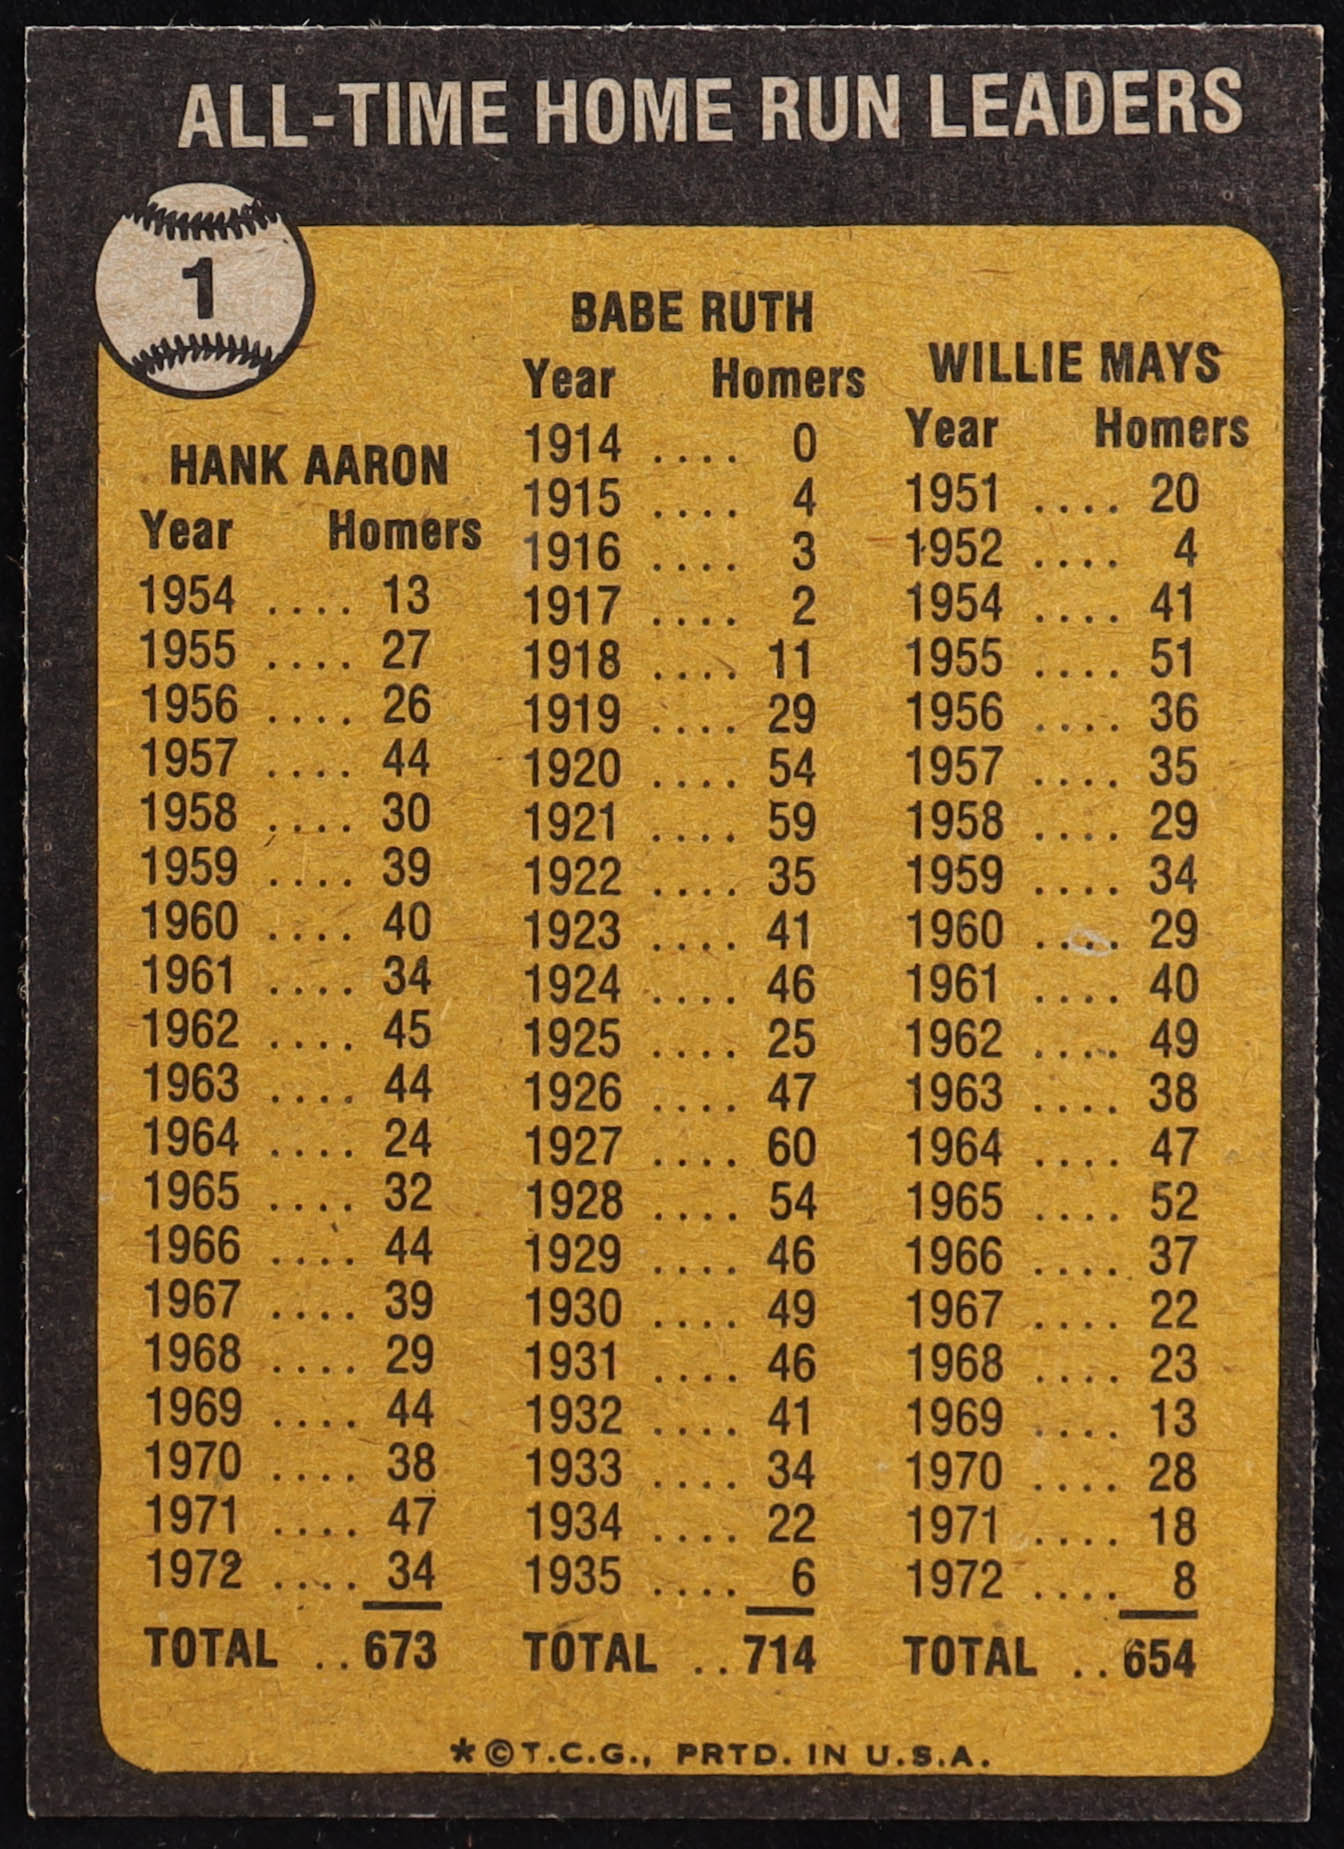 ALL-TIME HOME RUN LEADERS
1
HANK AARON
Year Homers
1954 .... 13
1955 .... 27
1956 .... 26
1957 .... 44
1958 .... 30
1959 .... 39
1960 .... 40
1961 .... 34
1962 .... 45
1963 .... 44
1964 .... 24
1965 .... 32
1966 .... 44
1967 .... 39
1968 .... 29
1969 .... 44
1970 .... 38
1971 .... 47
1972 .... 34
TOTAL .. 673
BABE RUTH
Year Homers
1914 .... 0
1915 .... 4
1916 .... 3
1917 .... 2
1918 .... 11
1919 .... 29
1920 .... 54
1921 .... 59
1922 .... 35
1923 .... 41
1924 .... 46
1925 .... 25
1926 .... 47
1927 .... 60
1928 .... 54
1929 .... 46
1930 .... 49
1931 .... 46
1932 .... 41
1933 .... 34
1934 .... 22
1935 .... 6
TOTAL .. 714
WILLIE MAYS
Year Homers
1951 .... 20
1952 .... 4
1954 .... 41
1955 .... 51
1956 .... 36
1957 .... 35
1958 .... 29
1959 .... 34
1960 .... 29
1961 .... 40
1962 .... 49
1963 .... 38
1964 .... 47
1965 .... 52
1966 .... 37
1967 .... 22
1968 .... 23
1969 .... 13
1970 .... 28
1971 .... 18
1972 .... 8
TOTAL .. 654
*©T.C.G., PRTD. IN U.S.A.